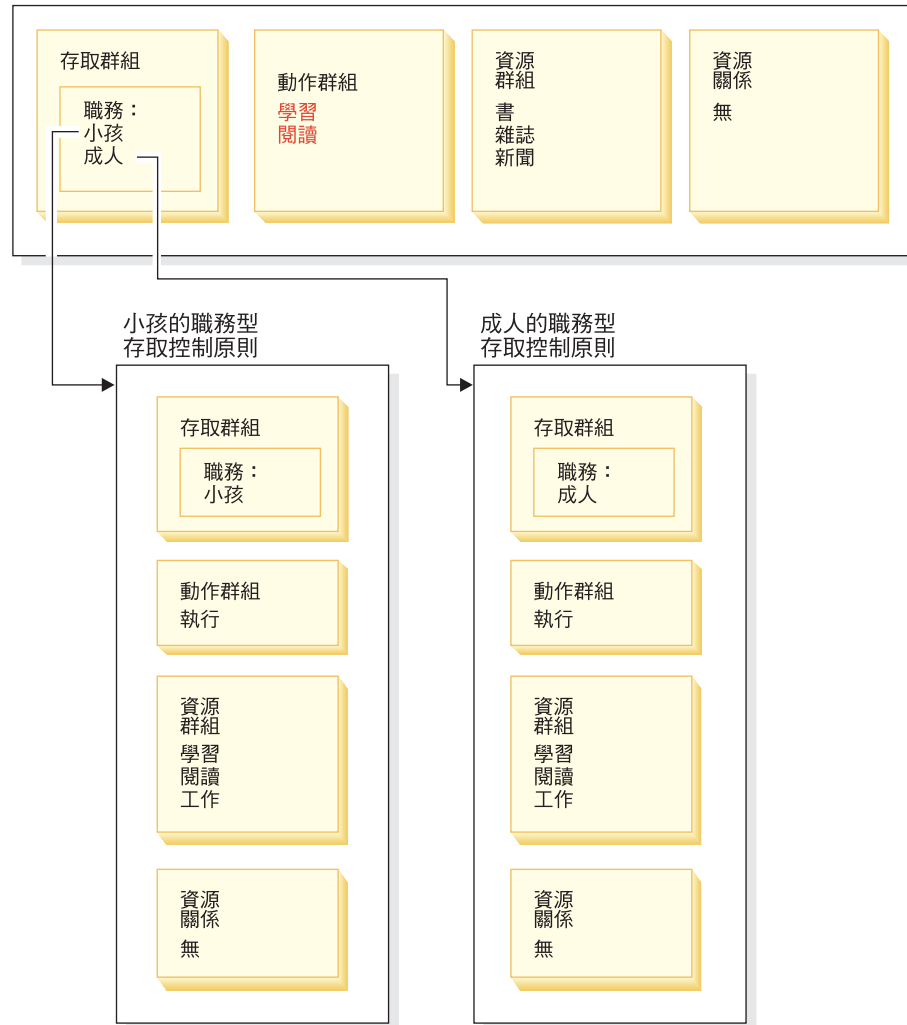 存取群組
職務：
小孩
成人
動作群組
學習
閱讀
資源
群組
書
雜誌
新聞
資源
關係
無
小孩的職務型
存取控制原則
存取群組
職務：
小孩
動作群組
執行
資源
群組
學習
閱讀
工作
資源
關係
無
成人的職務型
存取控制原則
存取群組
職務：
成人
動作群組
執行
資源
群組
學習
閱讀
工作
資源
關係
無